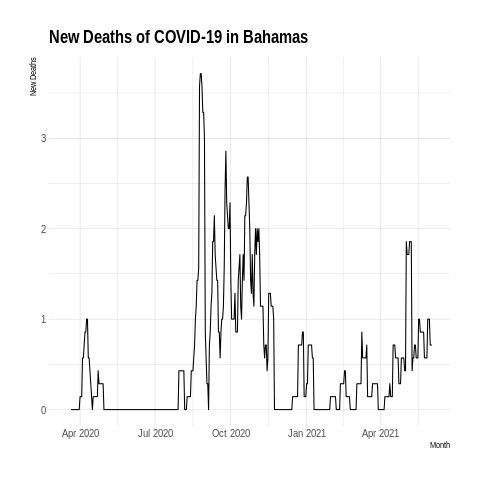 New Deaths of COVID-19 in Bahamas
New Deaths
3
2
1
0
Apr 2020 Jul 2020 Oct 2020 Jan 2021 Apr 2021
Month